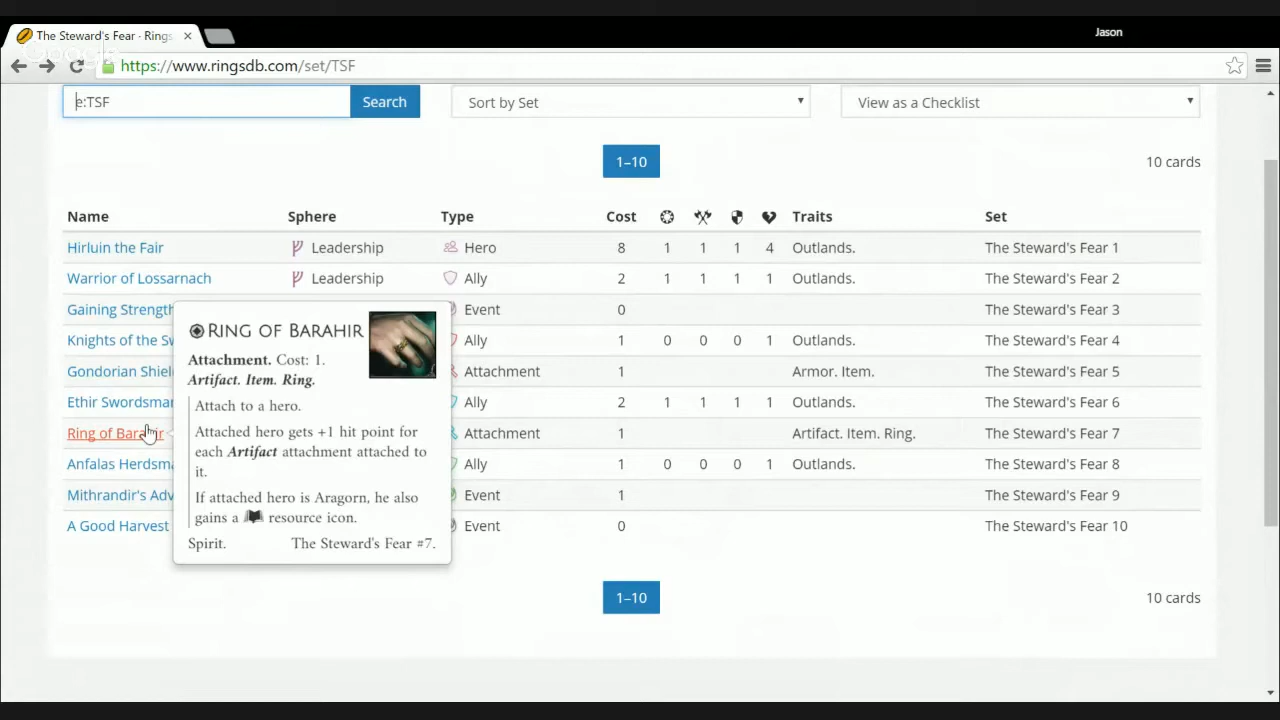 The Steward's Fear · Rings
Jason
Google
https://www.ringsdb.com/set/TSF
e:TSF
Search
Sort by Set
View as a Checklist
1–10
10 cards
Name Sphere Type Cost Traits Set
Hirluin the Fair Leadership Hero 8 1 1 1 4 Outlands. The Steward's Fear 1
Warrior of Lossarnach Leadership Ally 2 1 1 1 1 Outlands. The Steward's Fear 2
Gaining Strength Event 0 The Steward's Fear 3
Knights of the Sw Ally 1 0 0 0 1 Outlands. The Steward's Fear 4
Gondorian Shiel Attachment 1 Armor. Item. The Steward's Fear 5
Ethir Swordsman Ally 2 1 1 1 1 Outlands. The Steward's Fear 6
Ring of Barahir Attachment 1 Artifact. Item. Ring. The Steward's Fear 7
Anfalas Herdsma Ally 1 0 0 0 1 Outlands. The Steward's Fear 8
Mithrandir's Adv Event 1 The Steward's Fear 9
A Good Harvest Event 0 The Steward's Fear 10
Ring of Barahir
Attachment. Cost: 1.
Artifact. Item. Ring.
Attach to a hero.
Attached hero gets +1 hit point for
each Artifact attachment attached to
it.
If attached hero is Aragorn, he also
gains a resource icon.
Spirit. The Steward's Fear #7.
1–10
10 cards